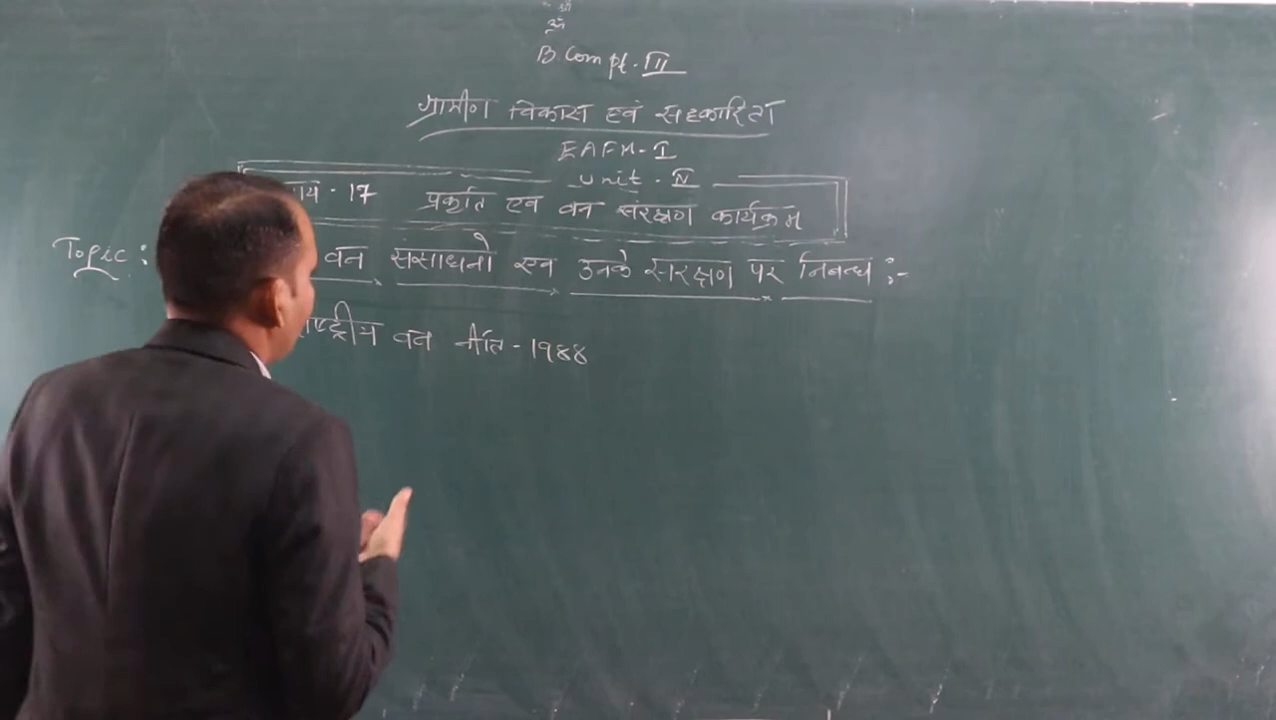 श्री
ॐ
B.Com pt. III
ग्रामीण विकास एवं सहकारिता
EAFM-I
Unit-IV
ाय - 17 प्रकृति एवं वन संरक्षण कार्यक्रम
Topic: वन संसाधनो एवं उनके संरक्षण पर निबन्ध :-
राष्ट्रीय वन नीति - 1988